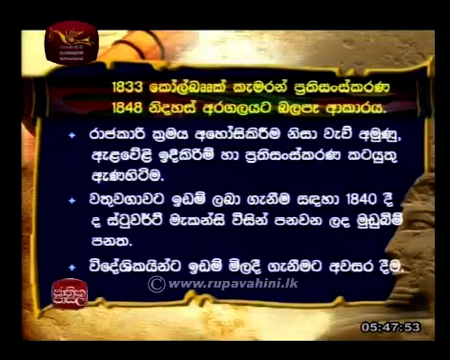 1833 කෝල්බෲක් කැමරන් ප්‍රතිසංස්කරණ
1848 නිදහස් අරගලයට බලපෑ ආකාරය.
රාජකාරි ක්‍රමය අහෝසිකිරීම නිසා වැව් අමුණු,
ඇළවේලි ඉදිකිරීම් හා ප්‍රතිසංස්කරණ කටයුතු
ඇණහිටීම.
වතුවගාවට ඉඩම් ලබා ගැනීම සඳහා 1840 දී
ද ස්ටුවර්ට් මැකන්සි විසින් පනවන ලද මුඩුබිම්
පනත.
විදේශිකයින්ට ඉඩම් මිලදී ගැනීමට අවසර දීම.
© www.rupavahini.lk
05:47:53